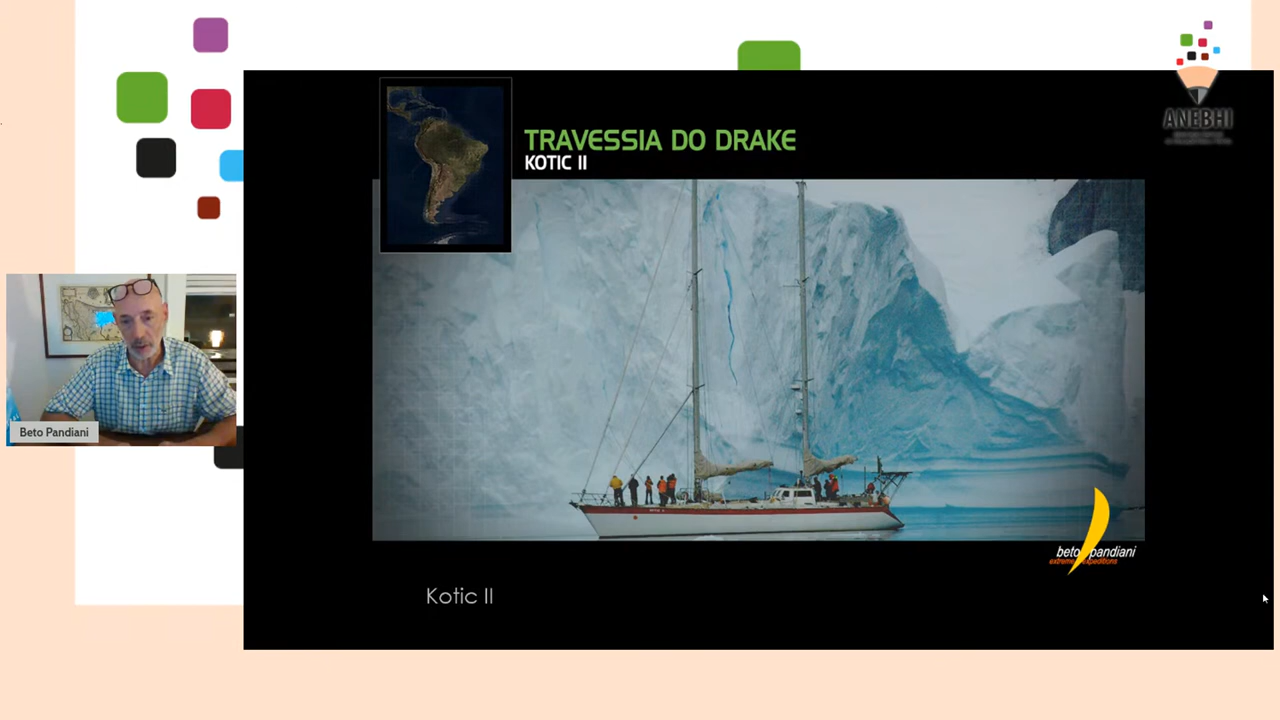 TRAVESSIA DO DRAKE
KOTIC II
ANEBHI
Beto Pandiani
beto pandiani
extreme expeditions
Kotic II